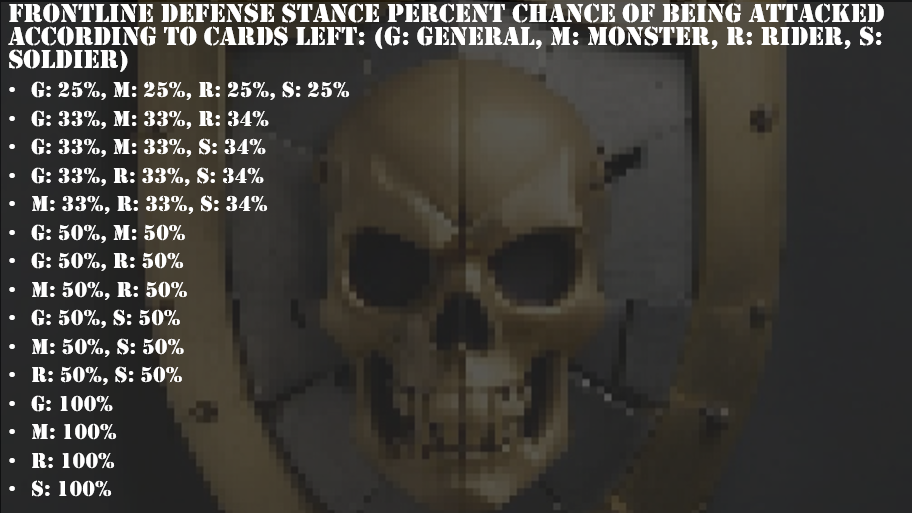 FRONTLINE DEFENSE STANCE PERCENT CHANCE OF BEING ATTACKED
ACCORDING TO CARDS LEFT: (G: GENERAL, M: MONSTER, R: RIDER, S:
SOLDIER)
• G: 25%, M: 25%, R: 25%, S: 25%
• G: 33%, M: 33%, R: 34%
• G: 33%, M: 33%, S: 34%
• G: 33%, R: 33%, S: 34%
• M: 33%, R: 33%, S: 34%
• G: 50%, M: 50%
• G: 50%, R: 50%
• M: 50%, R: 50%
• G: 50%, S: 50%
• M: 50%, S: 50%
• R: 50%, S: 50%
• G: 100%
• M: 100%
• R: 100%
• S: 100%